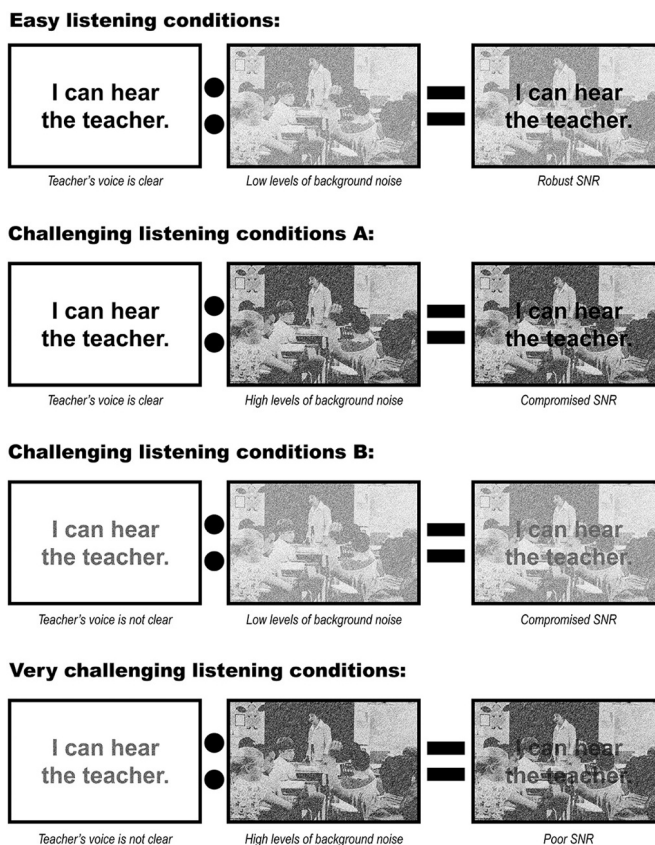 Easy listening conditions:
I can hear
the teacher.
I can hear
the teacher.
Teacher's voice is clear
Low levels of background noise
Robust SNR
Challenging listening conditions A:
I can hear
the teacher.
I can hear
the teacher.
Teacher's voice is clear
High levels of background noise
Compromised SNR
Challenging listening conditions B:
I can hear
the teacher.
I can hear
the teacher.
Teacher's voice is not clear
Low levels of background noise
Compromised SNR
Very challenging listening conditions:
I can hear
the teacher.
I can hear
the teacher.
Teacher's voice is not clear
High levels of background noise
Poor SNR